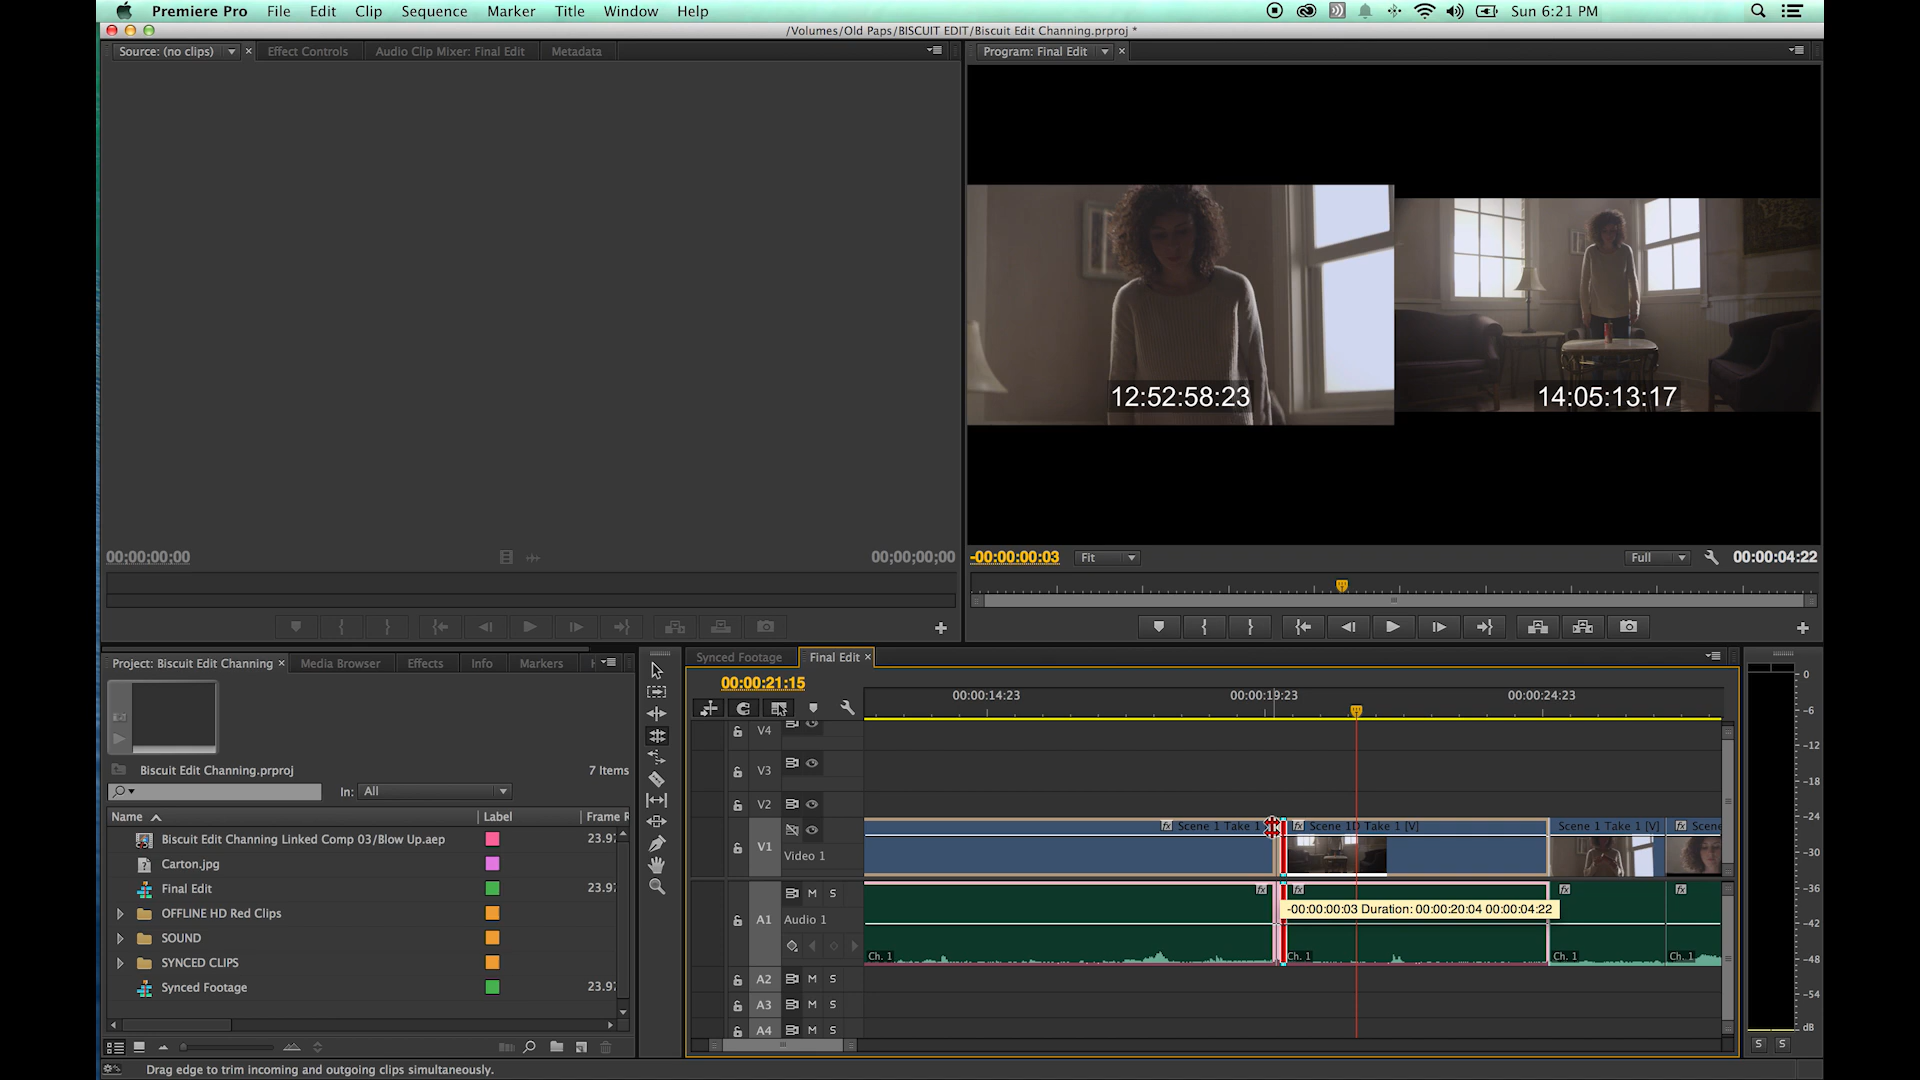 Premiere Pro File Edit Clip Sequence Marker Title Window Help Sun 6:21 PM
/Volumes/Old Paps/BISCUIT EDIT/Biscuit Edit Channing.prproj *
Source: (no clips) Effect Controls Audio Clip Mixer: Final Edit Metadata
Program: Final Edit
12:52:58:23 14:05:13:17
00;00;00;00 00;00;00;00
-00:00:00:03 Fit Full 00:00:04:22
Project: Biscuit Edit Channing Media Browser Effects Info Markers H
Biscuit Edit Channing.prproj 7 Items
In: All
Name Label Frame R
Biscuit Edit Channing Linked Comp 03/Blow Up.aep 23.97
Carton.jpg
Final Edit 23.97
OFFLINE HD Red Clips
SOUND
SYNCED CLIPS
Synced Footage 23.97
Synced Footage Final Edit
00:00:21:15
00:00:14:23 00:00:19:23 00:00:24:23
V4
V3
V2
V1 Video 1
Scene 1 Take 1 Scene 1D Take 1 [V] Scene 1 Take 1 [V] Scene
A1 Audio 1 M S
-00:00:00:03 Duration: 00:00:20:04 00:00:04:22
Ch. 1 Ch. 1 Ch. 1 Ch. 1
A2 M S
A3 M S
A4 M S
0
-6
-12
-18
-24
-30
-36
-42
-48
-54
dB
S S
Drag edge to trim incoming and outgoing clips simultaneously.